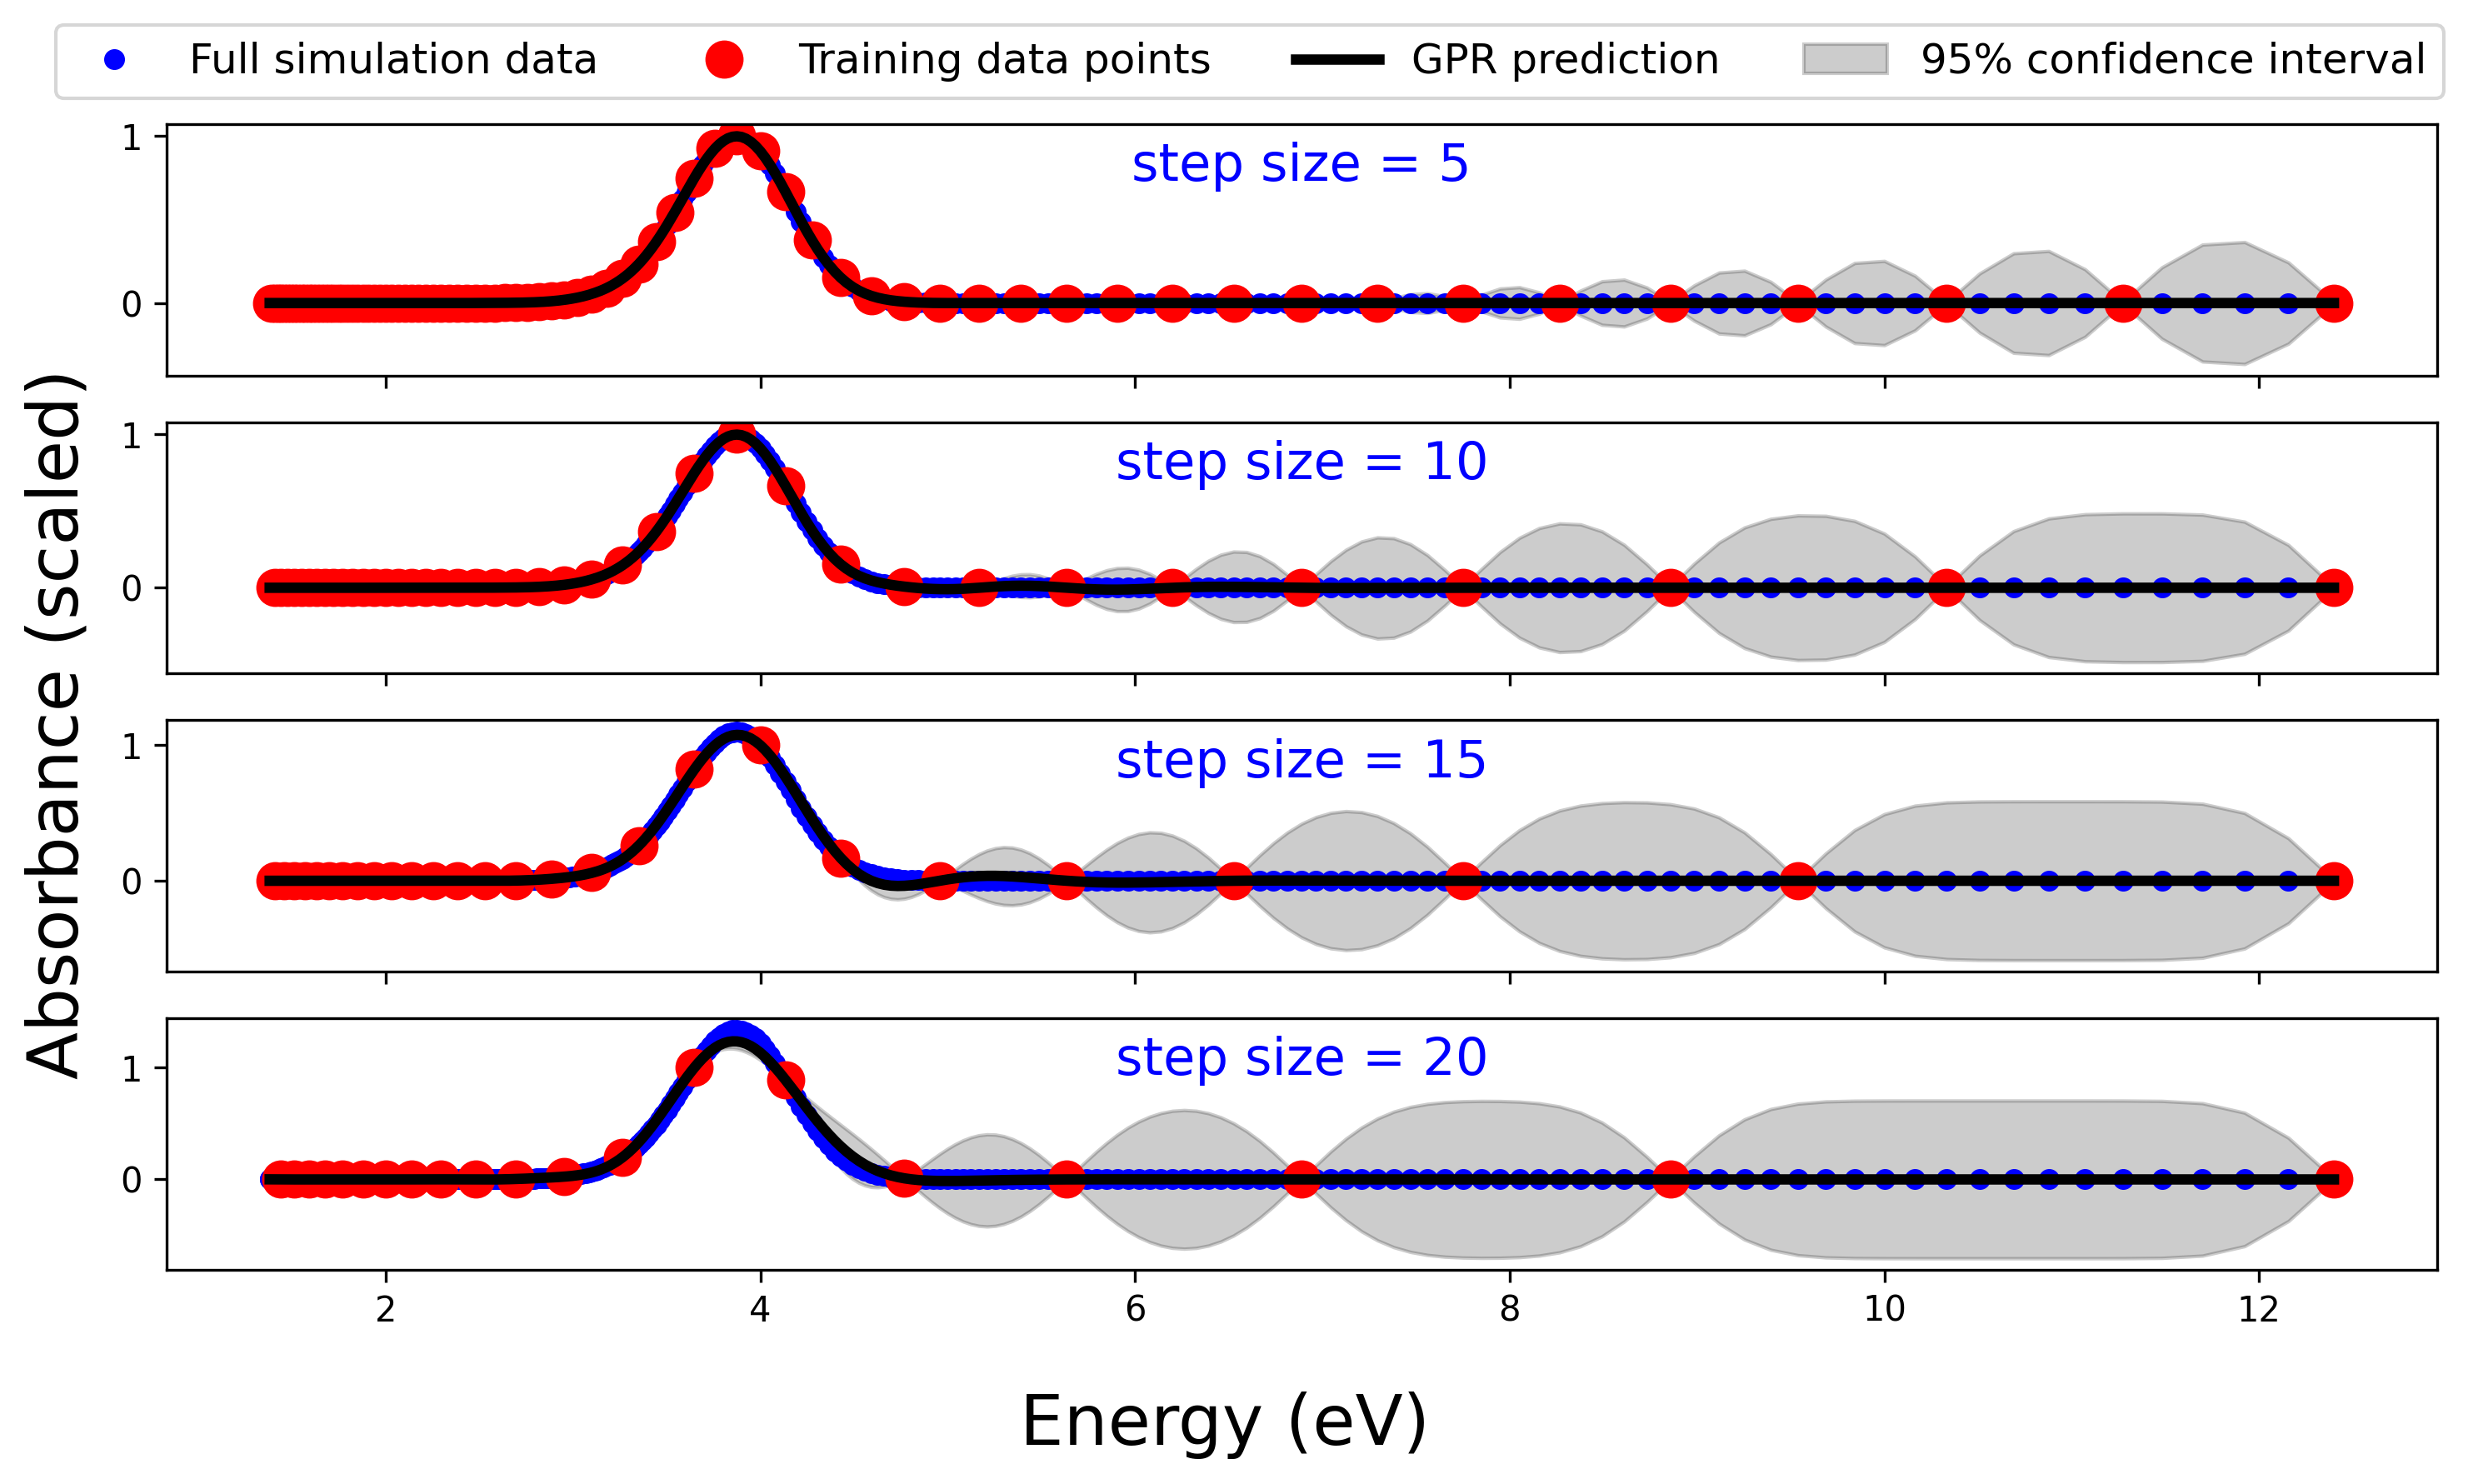 Full simulation data
Training data points
GPR prediction
95% confidence interval
1
0
step size = 5
1
0
step size = 10
1
0
step size = 15
1
0
step size = 20
2 4 6 8 10 12
Absorbance (scaled)
Energy (eV)